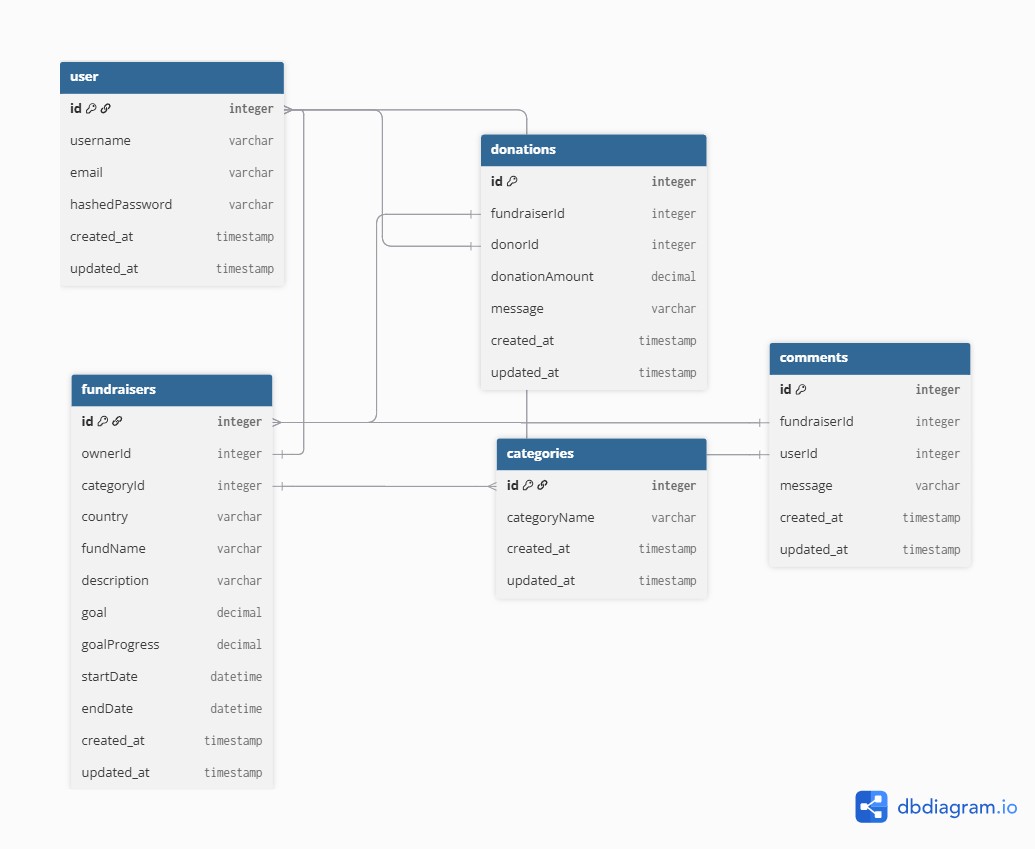 user
id integer
username varchar
email varchar
hashedPassword varchar
created_at timestamp
updated_at timestamp
donations
id integer
fundraiserId integer
donorId integer
donationAmount decimal
message varchar
created_at timestamp
updated_at timestamp
comments
id integer
fundraiserId integer
userId integer
message varchar
created_at timestamp
updated_at timestamp
fundraisers
id integer
ownerId integer
categoryId integer
country varchar
fundName varchar
description varchar
goal decimal
goalProgress decimal
startDate datetime
endDate datetime
created_at timestamp
updated_at timestamp
categories
id integer
categoryName varchar
created_at timestamp
updated_at timestamp
dbdiagram.io